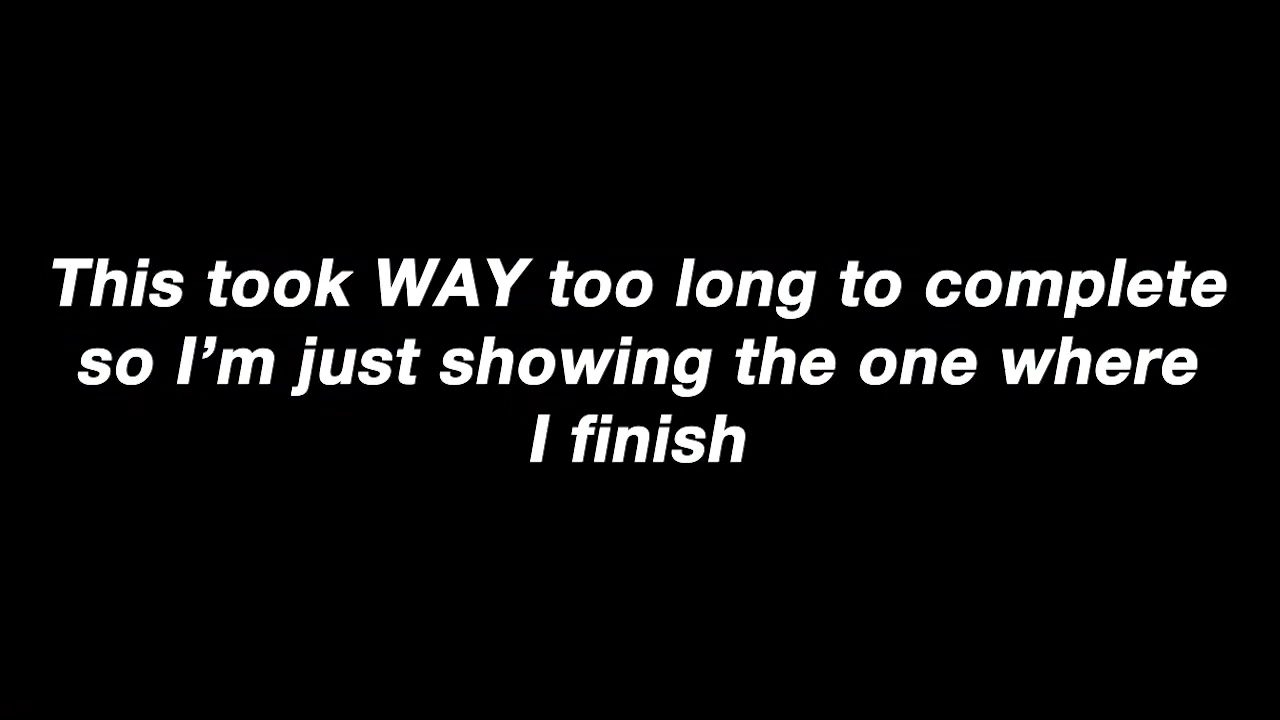 This took WAY too long to complete
so I’m just showing the one where
I finish